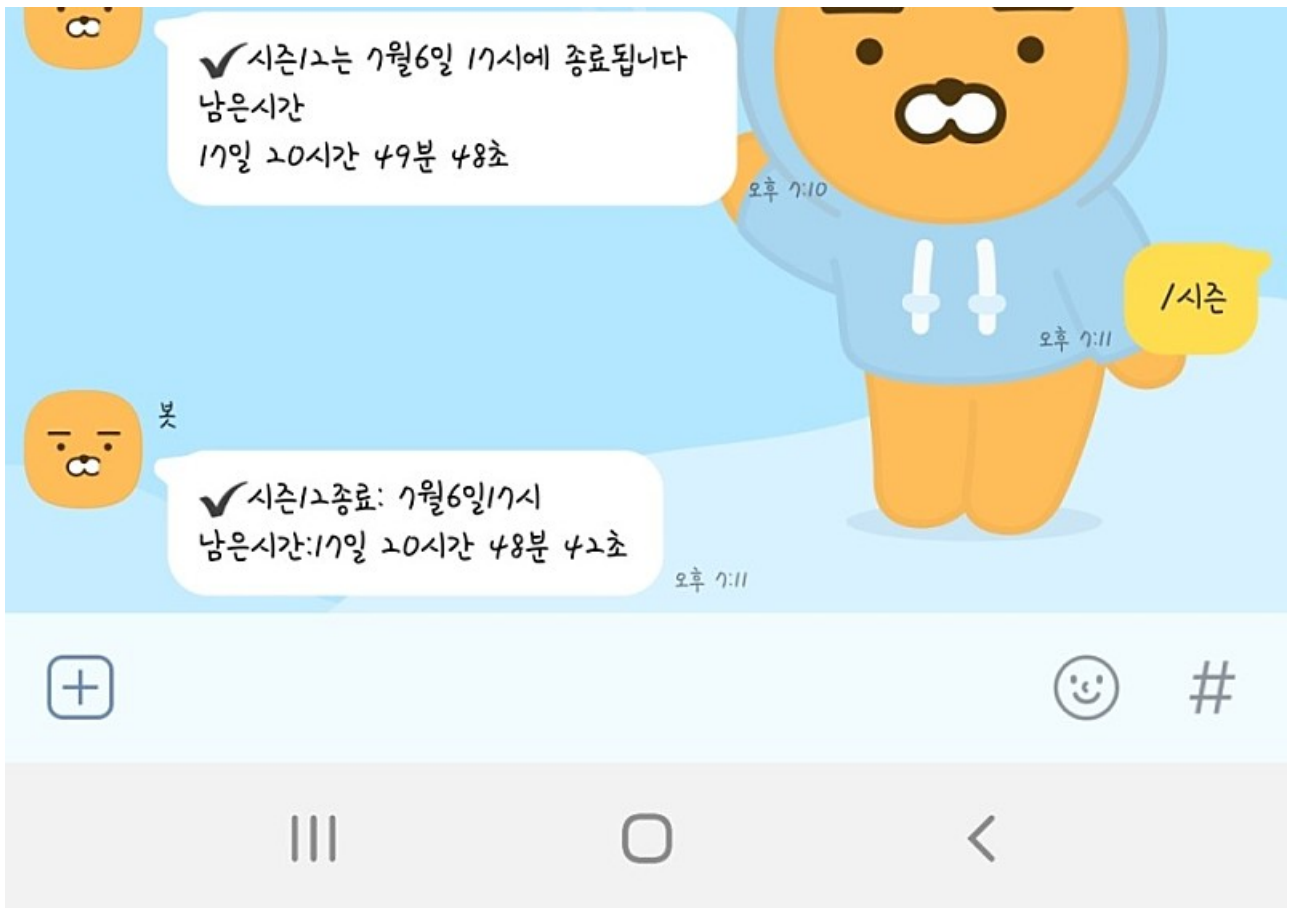 ✔시즌12는 7월6일 17시에 종료됩니다
남은시간
17일 20시간 49분 48초
오후 7:10
/시즌
오후 7:11
봇
✔시즌12종료: 7월6일17시
남은시간:17일 20시간 48분 42초
오후 7:11
#